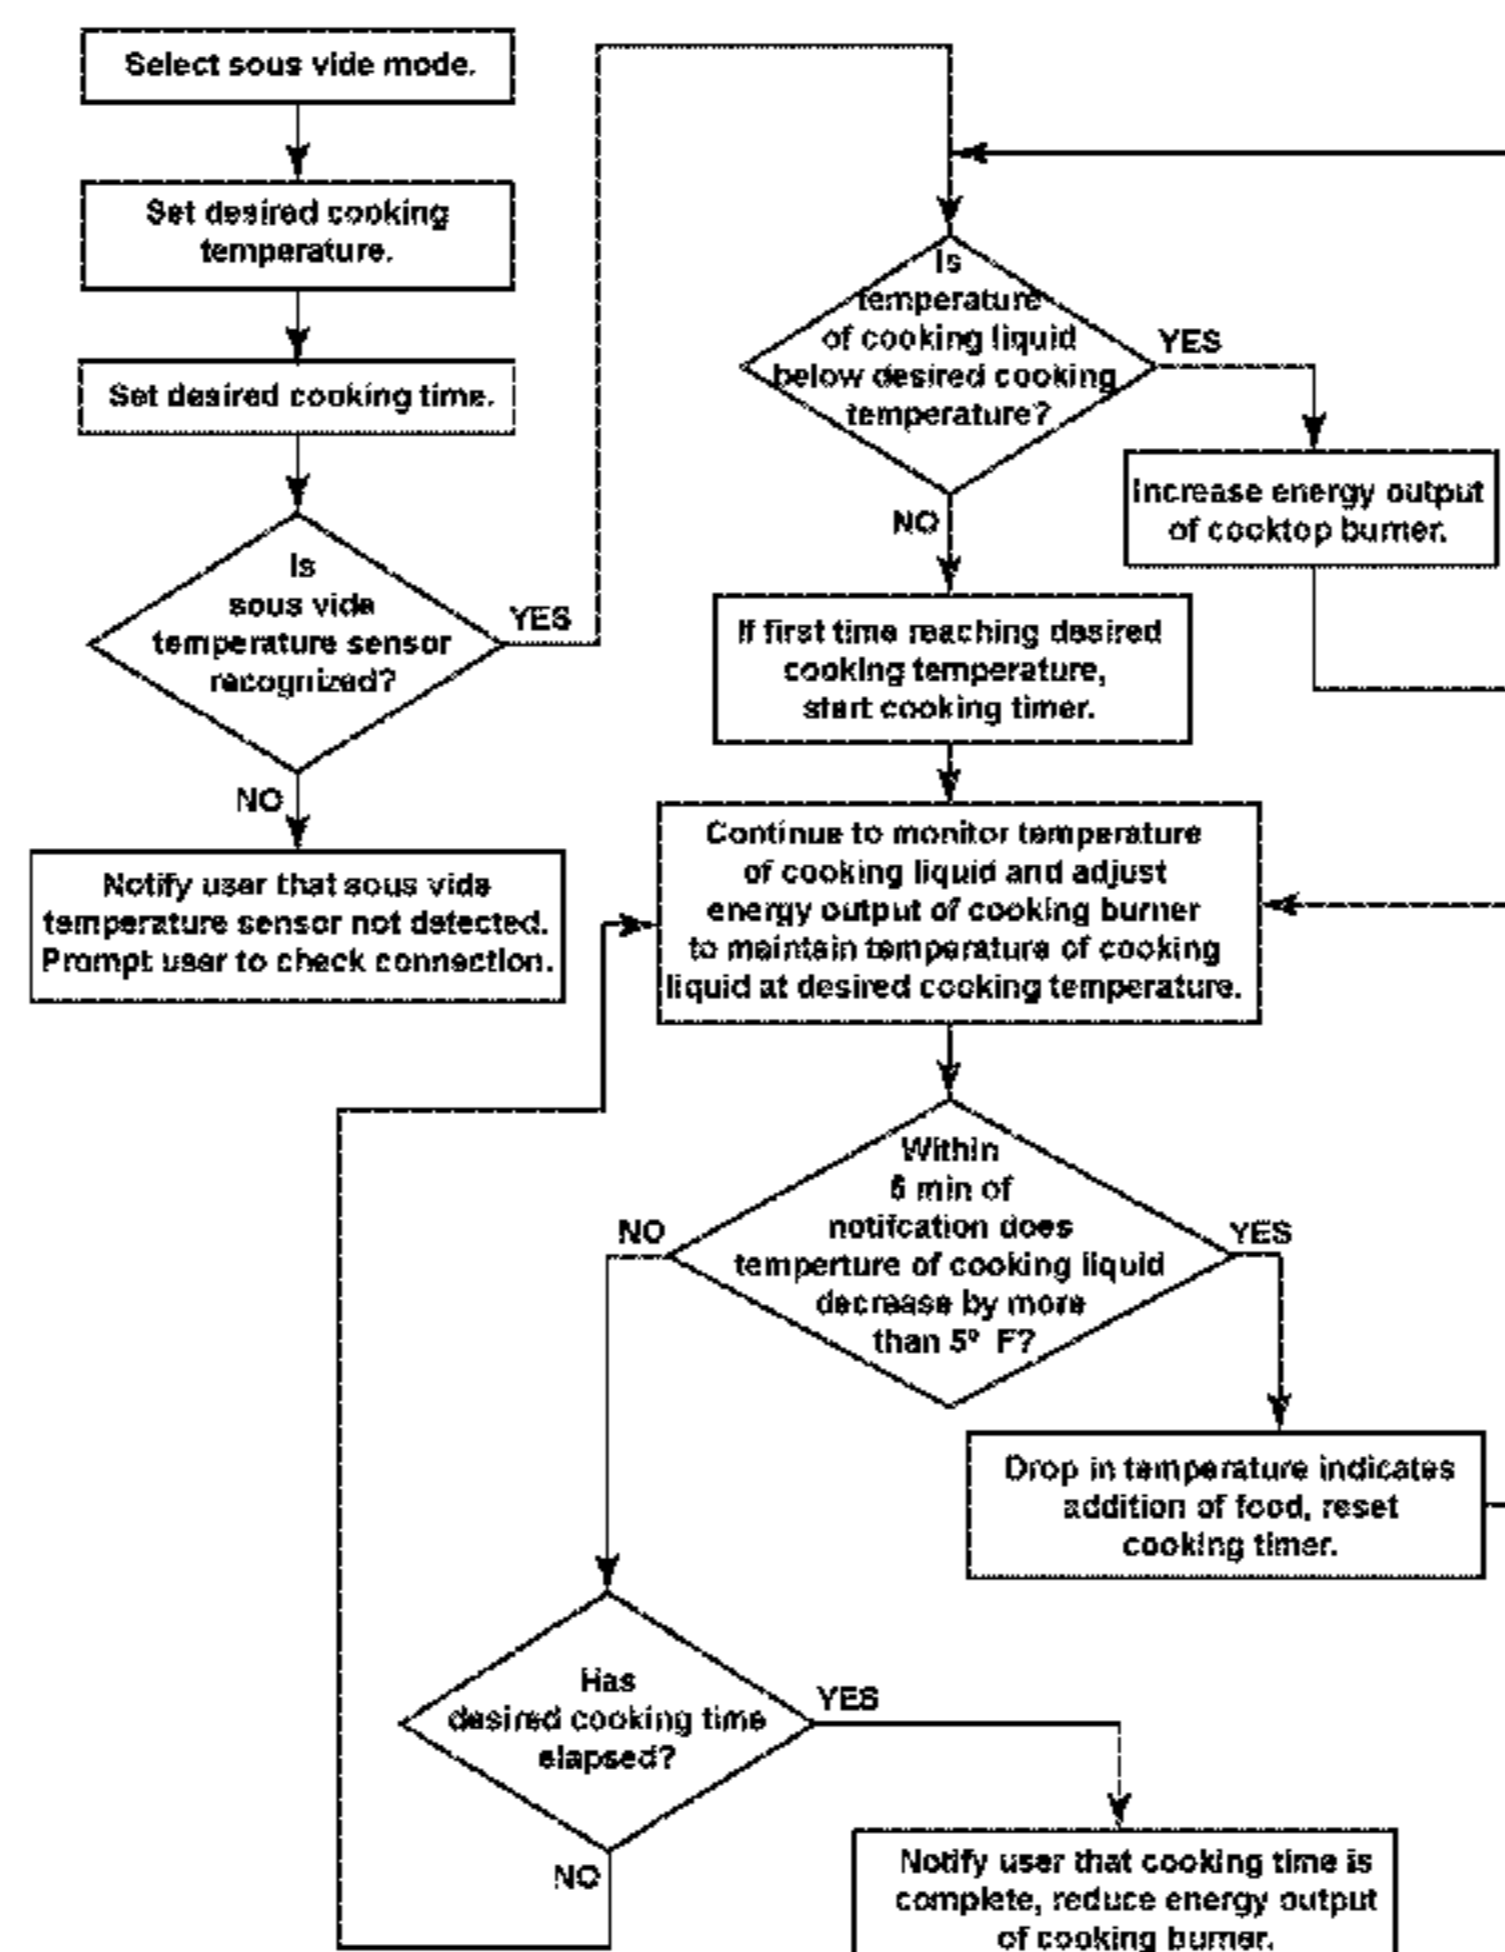 Select sous vide mode.
Set desired cooking
temperature.
Set desired cooking time.
Is
sous vide
temperature sensor
recognized?
YES
NO
Notify user that sous vide
temperature sensor not detected.
Prompt user to check connection.
Is
temperature
of cooking liquid
below desired cooking
temperature?
YES
Increase energy output
of cooktop burner.
NO
If first time reaching desired
cooking temperature,
start cooking timer.
Continue to monitor temperature
of cooking liquid and adjust
energy output of cooking burner
to maintain temperature of cooking
liquid at desired cooking temperature.
Within
5 min of
notifcation does
temperture of cooking liquid
decrease by more
than 5º F?
NO
YES
Drop in temperature indicates
addition of food, reset
cooking timer.
Has
desired cooking time
elapsed?
YES
NO
Notify user that cooking time is
complete, reduce energy output
of cooking burner.